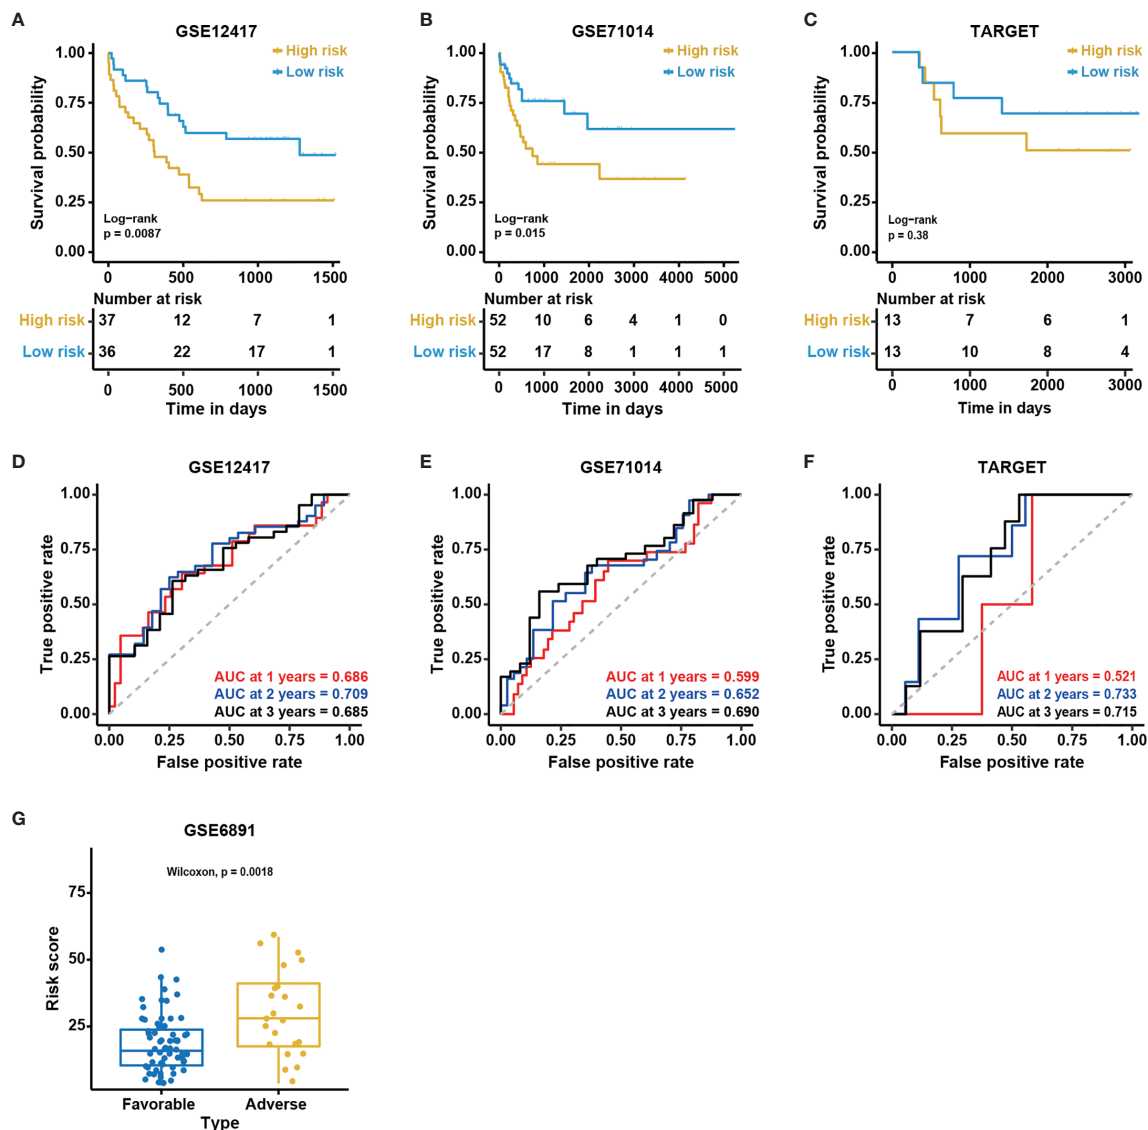 A
GSE12417
High risk
Low risk
Survival probability
1.00
0.75
0.50
0.25
0.00
Log-rank
p = 0.0087
0 500 1000 1500
Number at risk
High risk 37 12 7 1
Low risk 36 22 17 1
0 500 1000 1500
Time in days
B
GSE71014
High risk
Low risk
Survival probability
1.00
0.75
0.50
0.25
0.00
Log-rank
p = 0.015
0 1000 2000 3000 4000 5000
Number at risk
High risk 52 10 6 4 1 0
Low risk 52 17 8 1 1 1
0 1000 2000 3000 4000 5000
Time in days
C
TARGET
High risk
Low risk
Survival probability
1.00
0.75
0.50
0.25
0.00
Log-rank
p = 0.38
0 1000 2000 3000
Number at risk
High risk 13 7 6 1
Low risk 13 10 8 4
0 1000 2000 3000
Time in days
D
GSE12417
True positive rate
1.00
0.75
0.50
0.25
0.00
AUC at 1 years = 0.686
AUC at 2 years = 0.709
AUC at 3 years = 0.685
0.00 0.25 0.50 0.75 1.00
False positive rate
E
GSE71014
True positive rate
1.00
0.75
0.50
0.25
0.00
AUC at 1 years = 0.599
AUC at 2 years = 0.652
AUC at 3 years = 0.690
0.00 0.25 0.50 0.75 1.00
False positive rate
F
TARGET
True positive rate
1.00
0.75
0.50
0.25
0.00
AUC at 1 years = 0.521
AUC at 2 years = 0.733
AUC at 3 years = 0.715
0.00 0.25 0.50 0.75 1.00
False positive rate
G
GSE6891
Wilcoxon, p = 0.0018
Risk score
75
50
25
Favorable Adverse
Type